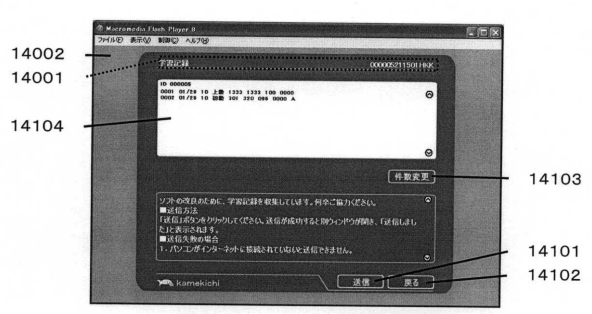 Macromedia Flash Player 8
ファイル(F) 表示(V) 制御(C) ヘルプ(H)
14002
14001
学習記録 000005211501HKK
ID 000005
0001 01/28 10 上級 1333 1333 100 0000
0002 01/28 10 初級 301 320 094 0000 A
14104
件数変更
14103
ソフトの改良のために、学習記録を収集しています。何卒ご協力ください。
■送信方法
「送信」ボタンをクリックしてください。送信が成功すると別ウィンドウが開き、「送信しまし
た」と表示されます。
■送信失敗の場合
1. パソコンがインターネットに接続されていないと送信できません。
kamekichi
送信
戻る
14101
14102